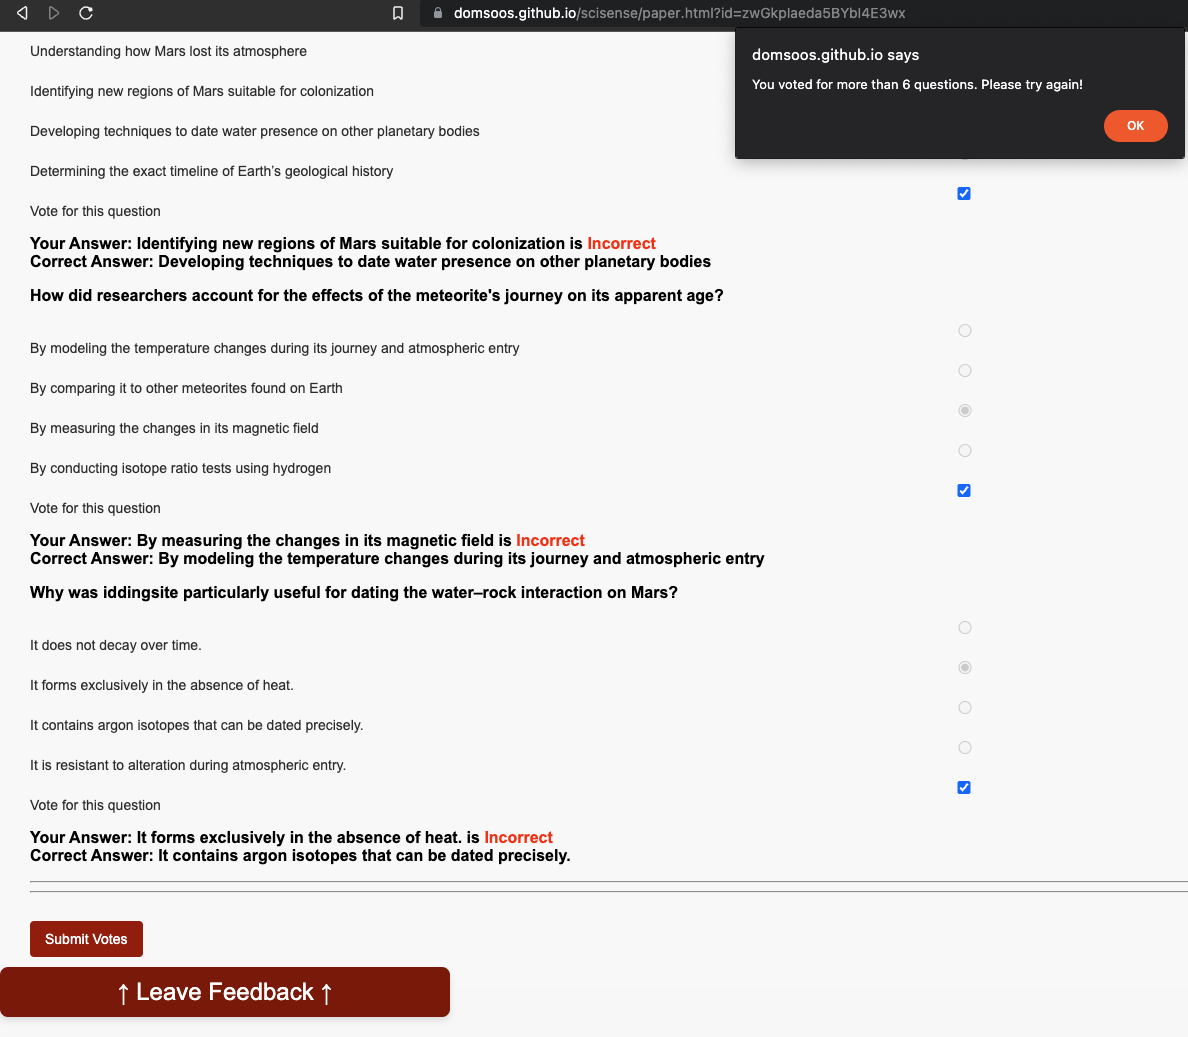 domsoos.github.io/scisense/paper.html?id=zwGkplaeda5BYbl4E3wx
domsoos.github.io says
You voted for more than 6 questions. Please try again!
OK
Understanding how Mars lost its atmosphere
Identifying new regions of Mars suitable for colonization
Developing techniques to date water presence on other planetary bodies
Determining the exact timeline of Earth’s geological history
Vote for this question
Your Answer: Identifying new regions of Mars suitable for colonization is Incorrect
Correct Answer: Developing techniques to date water presence on other planetary bodies
How did researchers account for the effects of the meteorite's journey on its apparent age?
By modeling the temperature changes during its journey and atmospheric entry
By comparing it to other meteorites found on Earth
By measuring the changes in its magnetic field
By conducting isotope ratio tests using hydrogen
Vote for this question
Your Answer: By measuring the changes in its magnetic field is Incorrect
Correct Answer: By modeling the temperature changes during its journey and atmospheric entry
Why was iddingsite particularly useful for dating the water–rock interaction on Mars?
It does not decay over time.
It forms exclusively in the absence of heat.
It contains argon isotopes that can be dated precisely.
It is resistant to alteration during atmospheric entry.
Vote for this question
Your Answer: It forms exclusively in the absence of heat. is Incorrect
Correct Answer: It contains argon isotopes that can be dated precisely.
Submit Votes
↑ Leave Feedback ↑